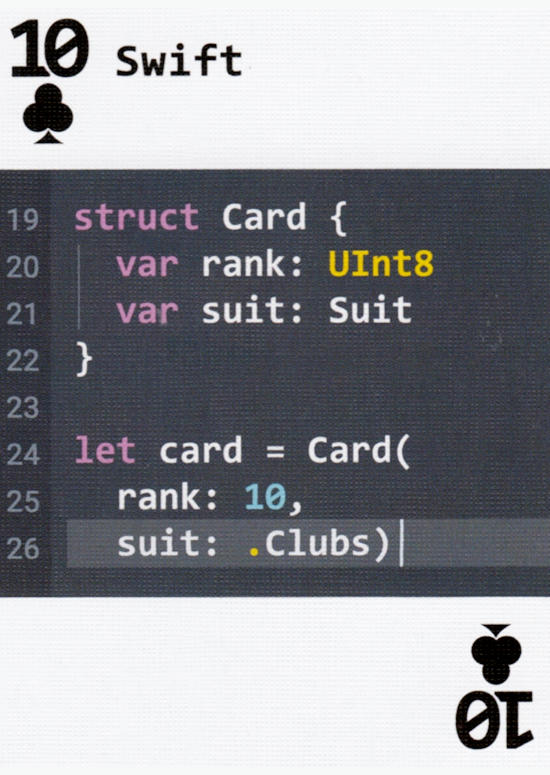 10 Swift
19 struct Card {
20   var rank: UInt8
21   var suit: Suit
22 }
23
24 let card = Card(
25   rank: 10,
26   suit: .Clubs)
10